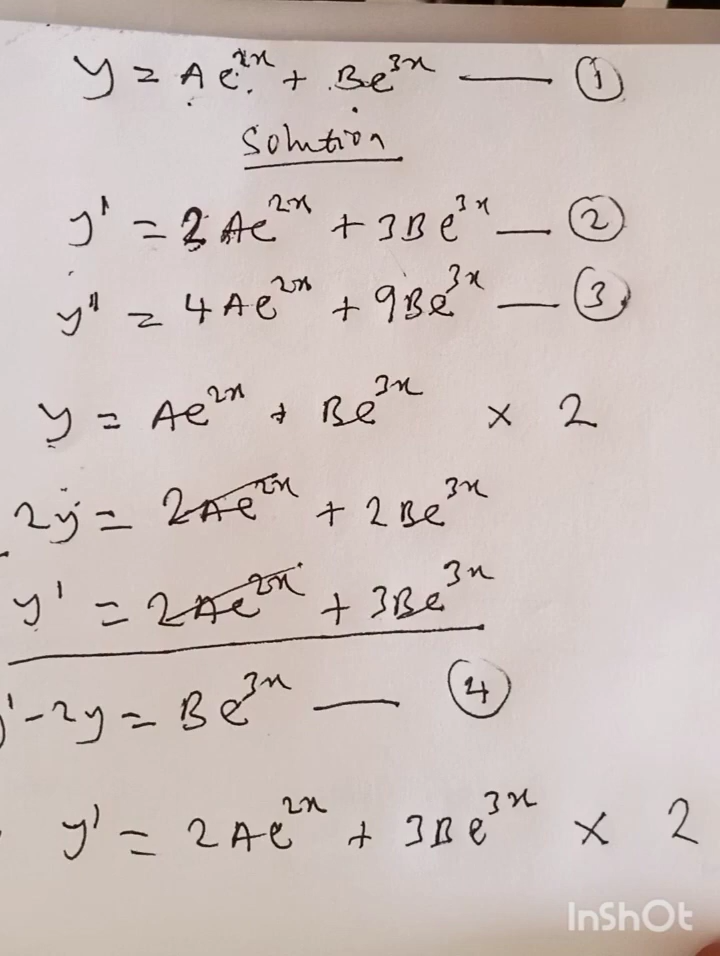 y = Ae^{2x} + Be^{3x} — ①
Solution
y' = 2Ae^{2x} + 3Be^{3x} — ②
y" = 4Ae^{2x} + 9Be^{3x} — ③
y = Ae^{2x} + Be^{3x} × 2
2y = 2Ae^{2x} + 2Be^{3x}
y' = 2Ae^{2x} + 3Be^{3x}
y' - 2y = Be^{3x} — ④
y' = 2Ae^{2x} + 3Be^{3x} × 2
InShOt